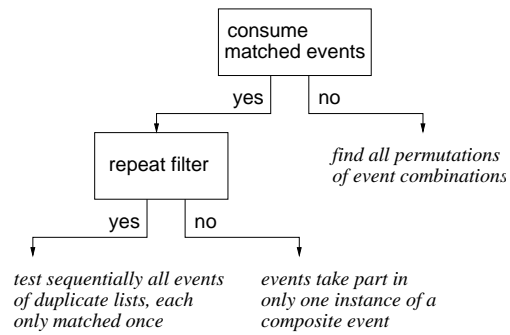 consume
matched events
yes
no
repeat filter
find all permutations
of event combinations
yes
no
test sequentially all events
of duplicate lists, each
only matched once
events take part in
only one instance of a
composite event